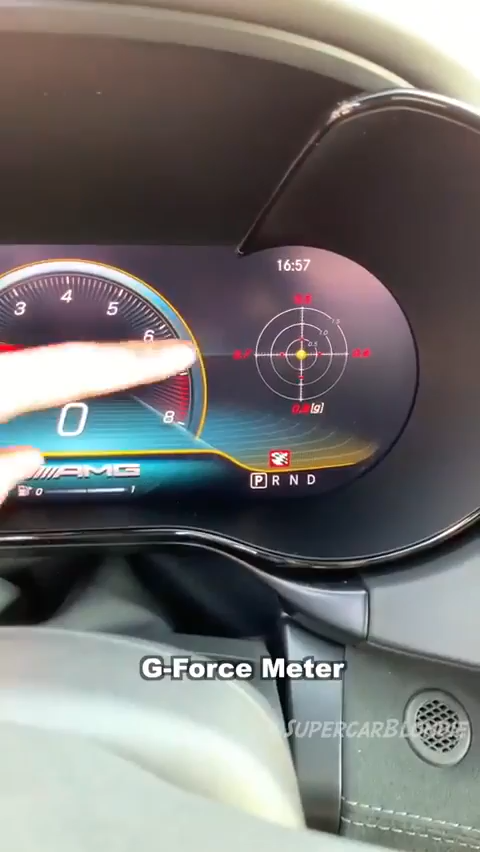 16:57
3 4 5
6
8
0
1.5
1.0
0.5
[g]
AMG
0 1
P R N D
G-Force Meter
SUPERCARBLONDIE